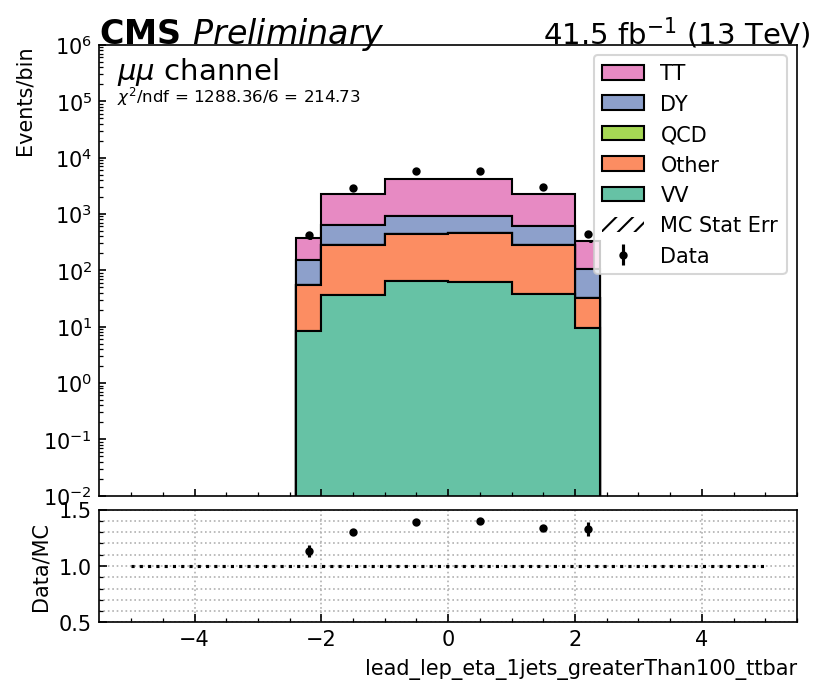 CMS Preliminary 41.5 fb⁻¹ (13 TeV)
μμ channel
χ²/ndf = 1288.36/6 = 214.73
Events/bin
10⁶
10⁵
10⁴
10³
10²
10¹
10⁰
10⁻¹
10⁻²
TT
DY
QCD
Other
VV
MC Stat Err
Data
Data/MC
1.5
1.0
0.5
−4 −2 0 2 4
lead_lep_eta_1jets_greaterThan100_ttbar